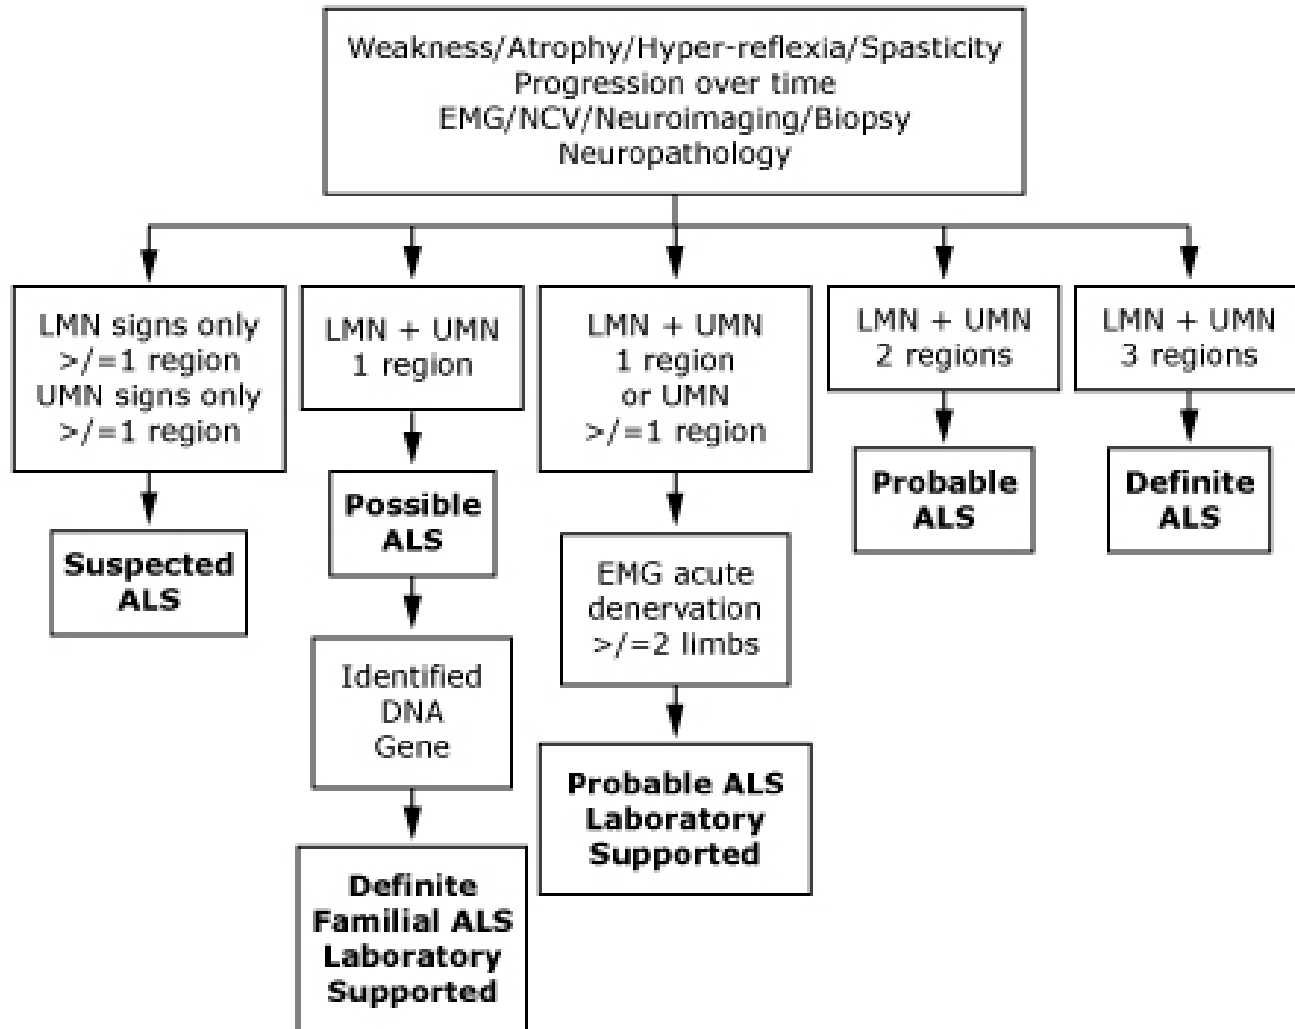 Weakness/Atrophy/Hyper-reflexia/Spasticity
Progression over time
EMG/NCV/Neuroimaging/Biopsy
Neuropathology
LMN signs only
>/=1 region
UMN signs only
>/=1 region
Suspected
ALS
LMN + UMN
1 region
Possible
ALS
Identified
DNA
Gene
Definite
Familial ALS
Laboratory
Supported
LMN + UMN
1 region
or UMN
>/=1 region
EMG acute
denervation
>/=2 limbs
Probable ALS
Laboratory
Supported
LMN + UMN
2 regions
Probable
ALS
LMN + UMN
3 regions
Definite
ALS